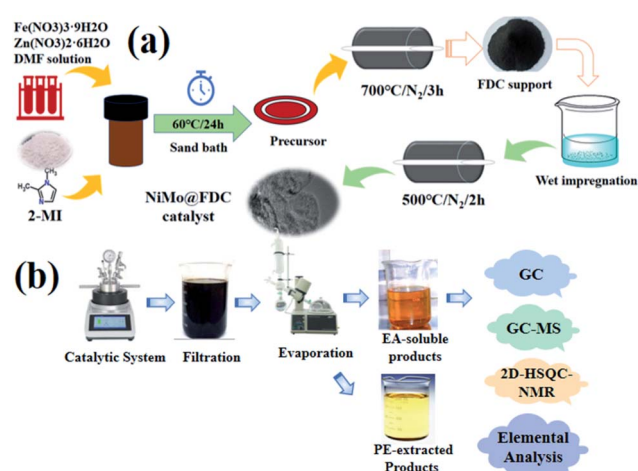 Fe(NO3)3·9H2O
Zn(NO3)2·6H2O
DMF solution
(a)
60°C/24h
Sand bath
Precursor
700°C/N₂/3h
FDC support
Wet impregnation
500°C/N₂/2h
NiMo@FDC
catalyst
CH₃
H₃C
N
N
2-MI
(b)
Catalytic System
Filtration
Evaporation
EA-soluble
products
PE-extracted
Products
GC
GC-MS
2D-HSQC-
NMR
Elemental
Analysis